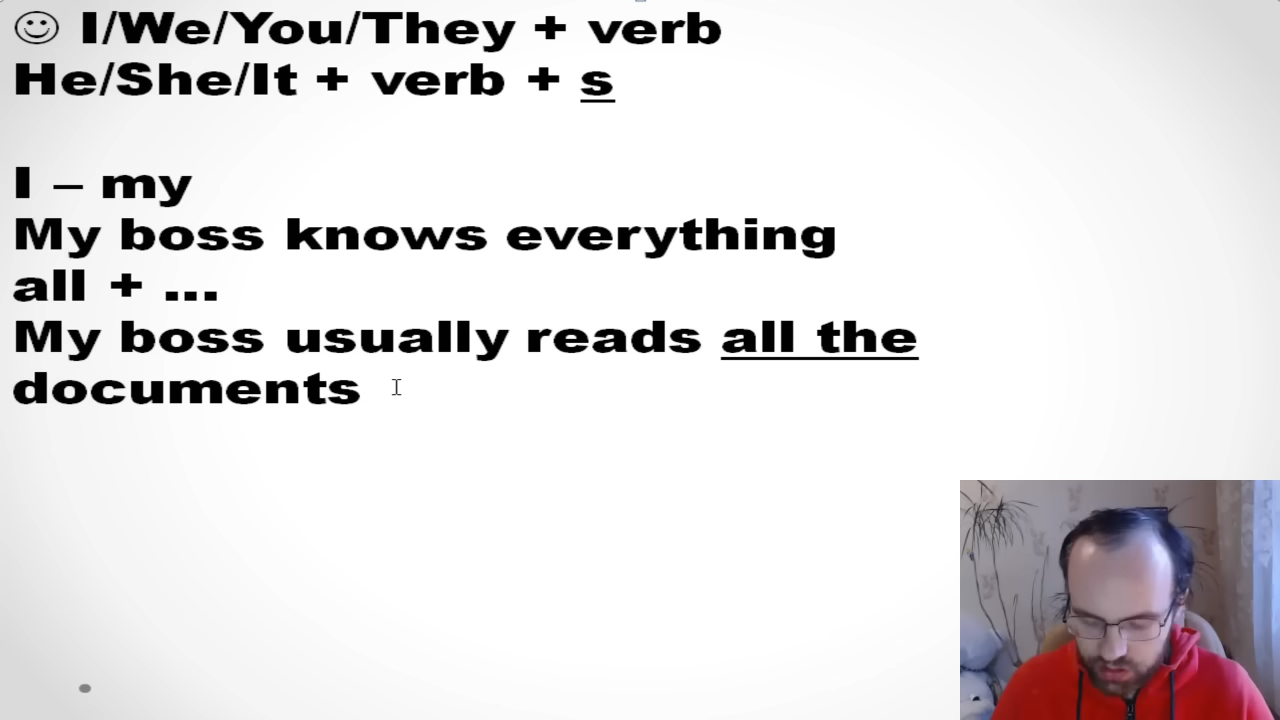 ☺ I/We/You/They + verb
He/She/It + verb + s
I – my
My boss knows everything
all + ...
My boss usually reads all the
documents